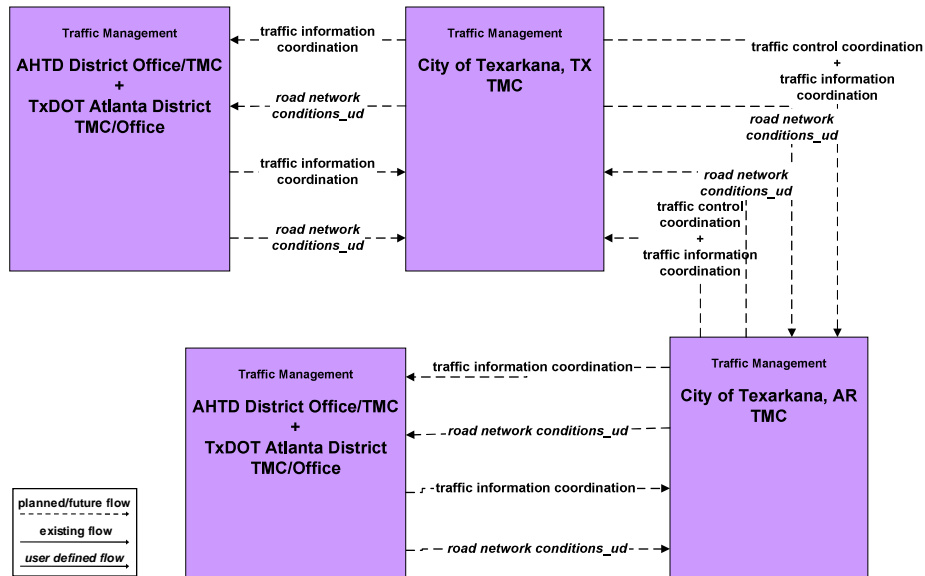 Traffic Management
AHTD District Office/TMC
+
TxDOT Atlanta District
TMC/Office
traffic information
coordination
road network
conditions_ud
traffic information
coordination
road network
conditions_ud
Traffic Management
City of Texarkana, TX
TMC
traffic control coordination
+
traffic information
coordination
road network
conditions_ud
road network
conditions_ud
traffic control
coordination
+
traffic information
coordination
Traffic Management
AHTD District Office/TMC
+
TxDOT Atlanta District
TMC/Office
traffic information coordination
road network conditions_ud
traffic information coordination
road network conditions_ud
Traffic Management
City of Texarkana, AR
TMC
planned/future flow
existing flow
user defined flow